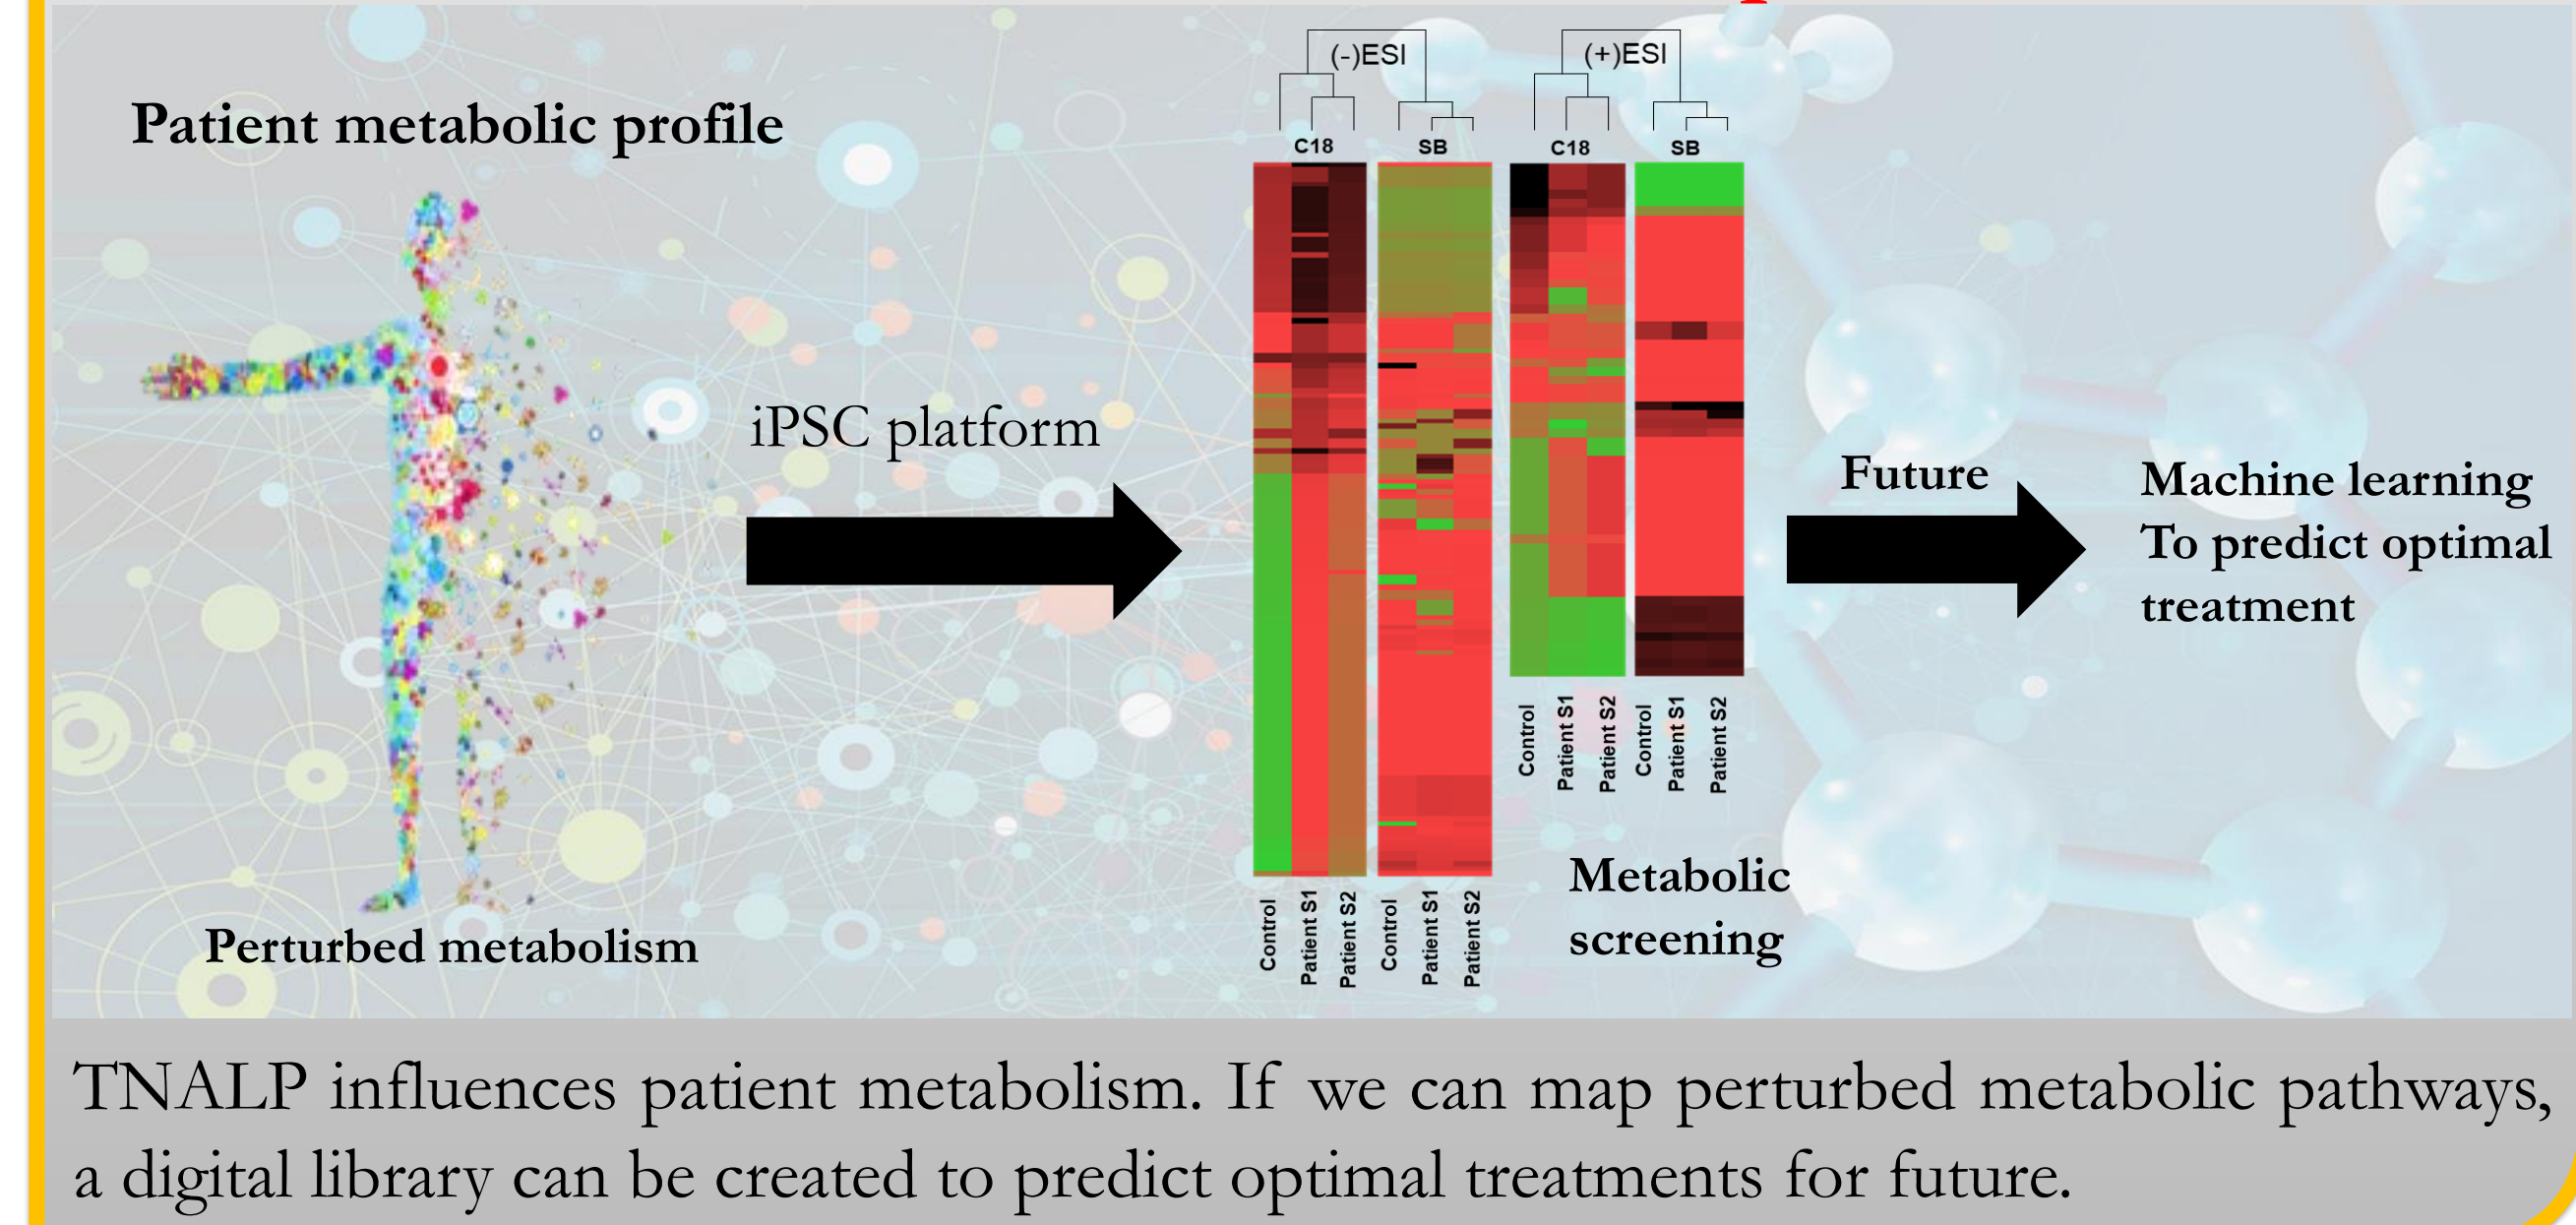 Patient metabolic profile
Perturbed metabolism
iPSC platform
(-)ESI
(+)ESI
C18
SB
C18
SB
Control
Patient S1
Patient S2
Control
Patient S1
Patient S2
Control
Patient S1
Patient S2
Control
Patient S1
Patient S2
Metabolic
screening
Future
Machine learning
To predict optimal
treatment
TNALP influences patient metabolism. If we can map perturbed metabolic pathways,
a digital library can be created to predict optimal treatments for future.